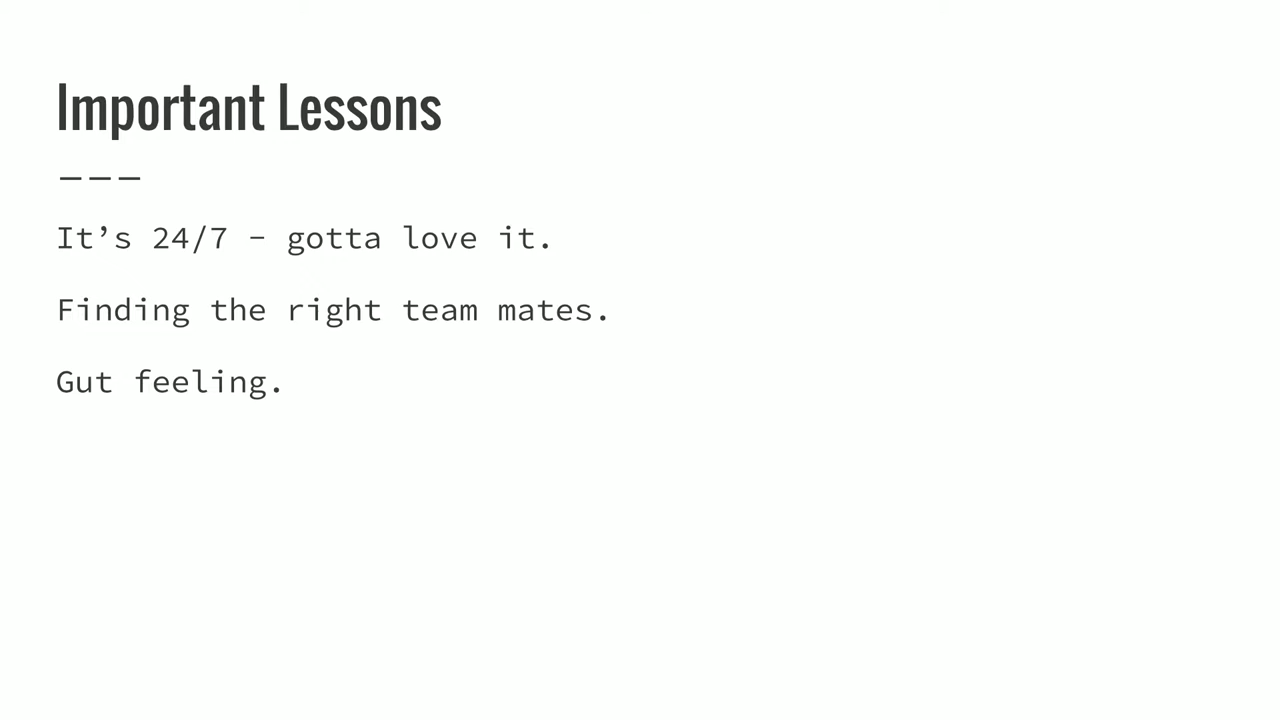 Important Lessons
It’s 24/7 – gotta love it.
Finding the right team mates.
Gut feeling.